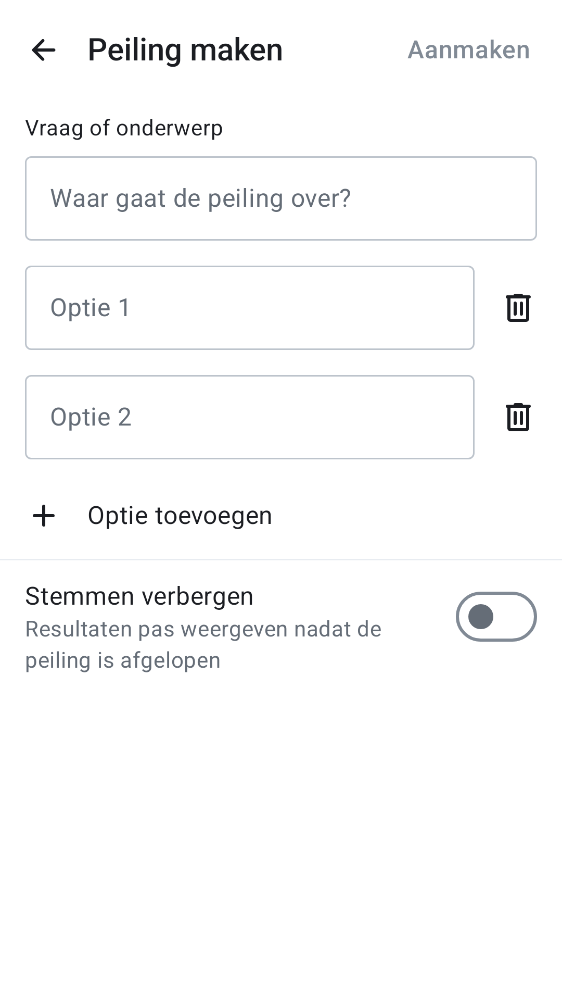 Peiling maken
Aanmaken
Vraag of onderwerp
Waar gaat de peiling over?
Optie 1
Optie 2
Optie toevoegen
Stemmen verbergen
Resultaten pas weergeven nadat de
peiling is afgelopen